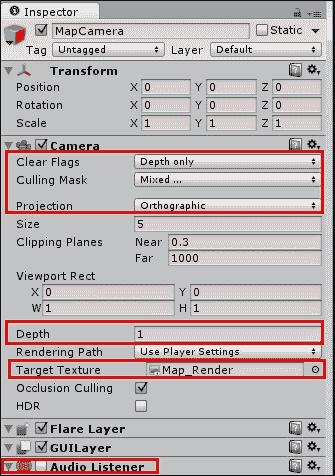 Inspector
MapCamera Static
Tag Untagged Layer Default
Transform
Position X 0 Y 0 Z 0
Rotation X 0 Y 0 Z 0
Scale X 1 Y 1 Z 1
Camera
Clear Flags Depth only
Culling Mask Mixed ...
Projection Orthographic
Size 5
Clipping Planes Near 0.3
Far 1000
Viewport Rect
X 0 Y 0
W 1 H 1
Depth 1
Rendering Path Use Player Settings
Target Texture Map_Render
Occlusion Culling
HDR
Flare Layer
GUILayer
Audio Listener